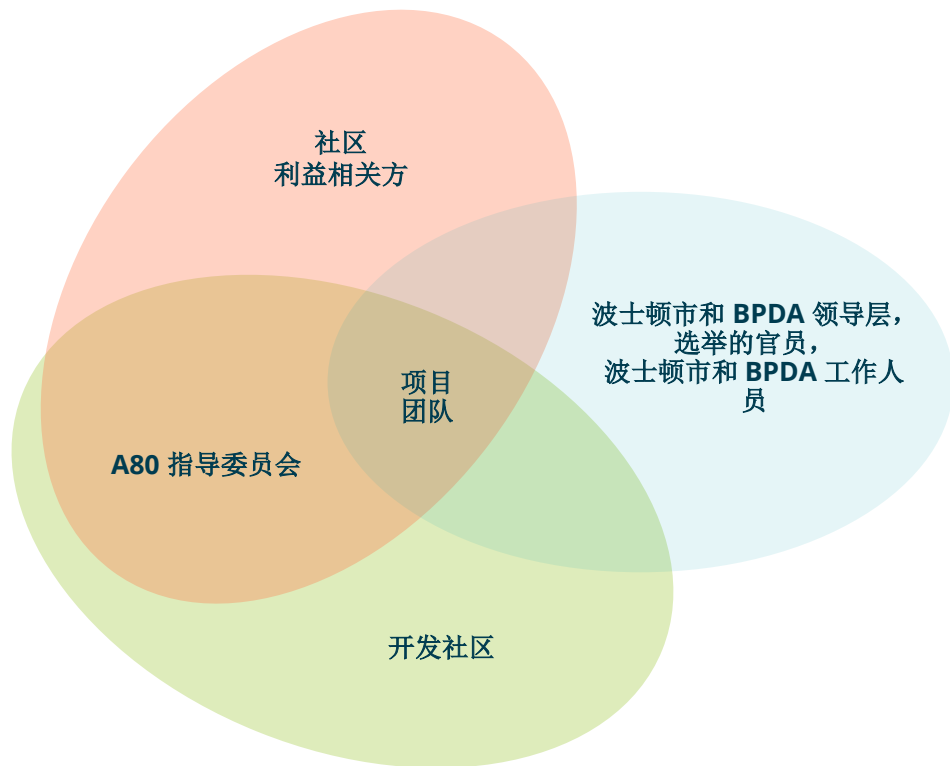 社区
利益相关方
波士顿市和 BPDA 领导层，
选举的官员，
波士顿市和 BPDA 工作人
员
项目
团队
A80 指导委员会
开发社区